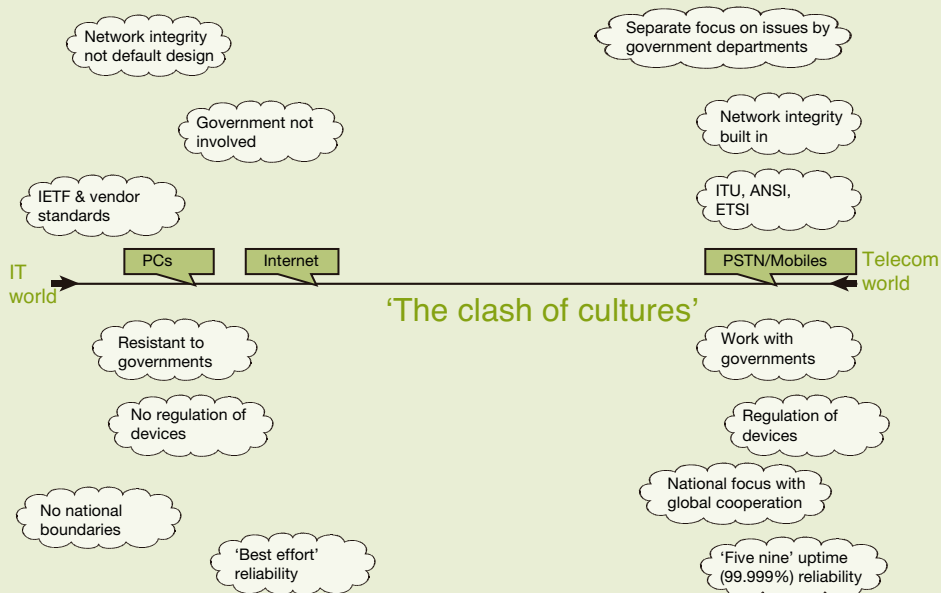 Network integrity
not default design
Separate focus on issues by
government departments
Government not
involved
Network integrity
built in
IETF & vendor
standards
ITU, ANSI,
ETSI
PCs
Internet
PSTN/Mobiles
IT
world
Telecom
world
‘The clash of cultures’
Resistant to
governments
Work with
governments
No regulation of
devices
Regulation of
devices
National focus with
global cooperation
No national
boundaries
‘Best effort’
reliability
‘Five nine’ uptime
(99.999%) reliability